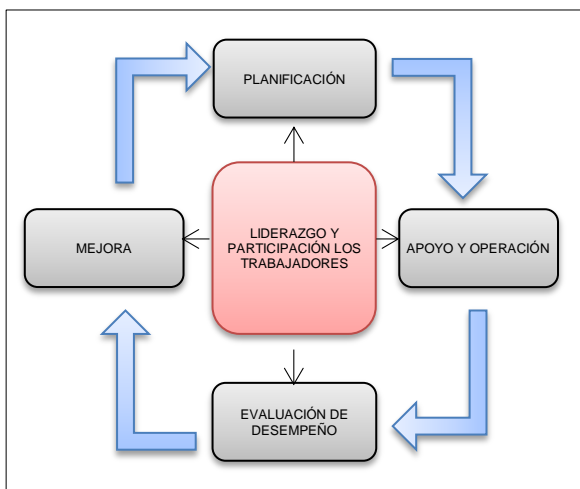 PLANIFICACIÓN
LIDERAZGO Y
PARTICIPACIÓN LOS
TRABAJADORES
MEJORA
APOYO Y OPERACIÓN
EVALUACIÓN DE
DESEMPEÑO